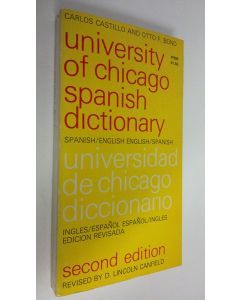 CARLOS CASTILLO AND OTTO F. BOND
university
of chicago
spanish
dictionary
SPANISH/ENGLISH ENGLISH/SPANISH
universidad
de chicago
diccionario
INGLES/ESPAÑOL ESPAÑOL/INGLES
EDICION REVISADA
second edition
REVISED BY D. LINCOLN CANFIELD